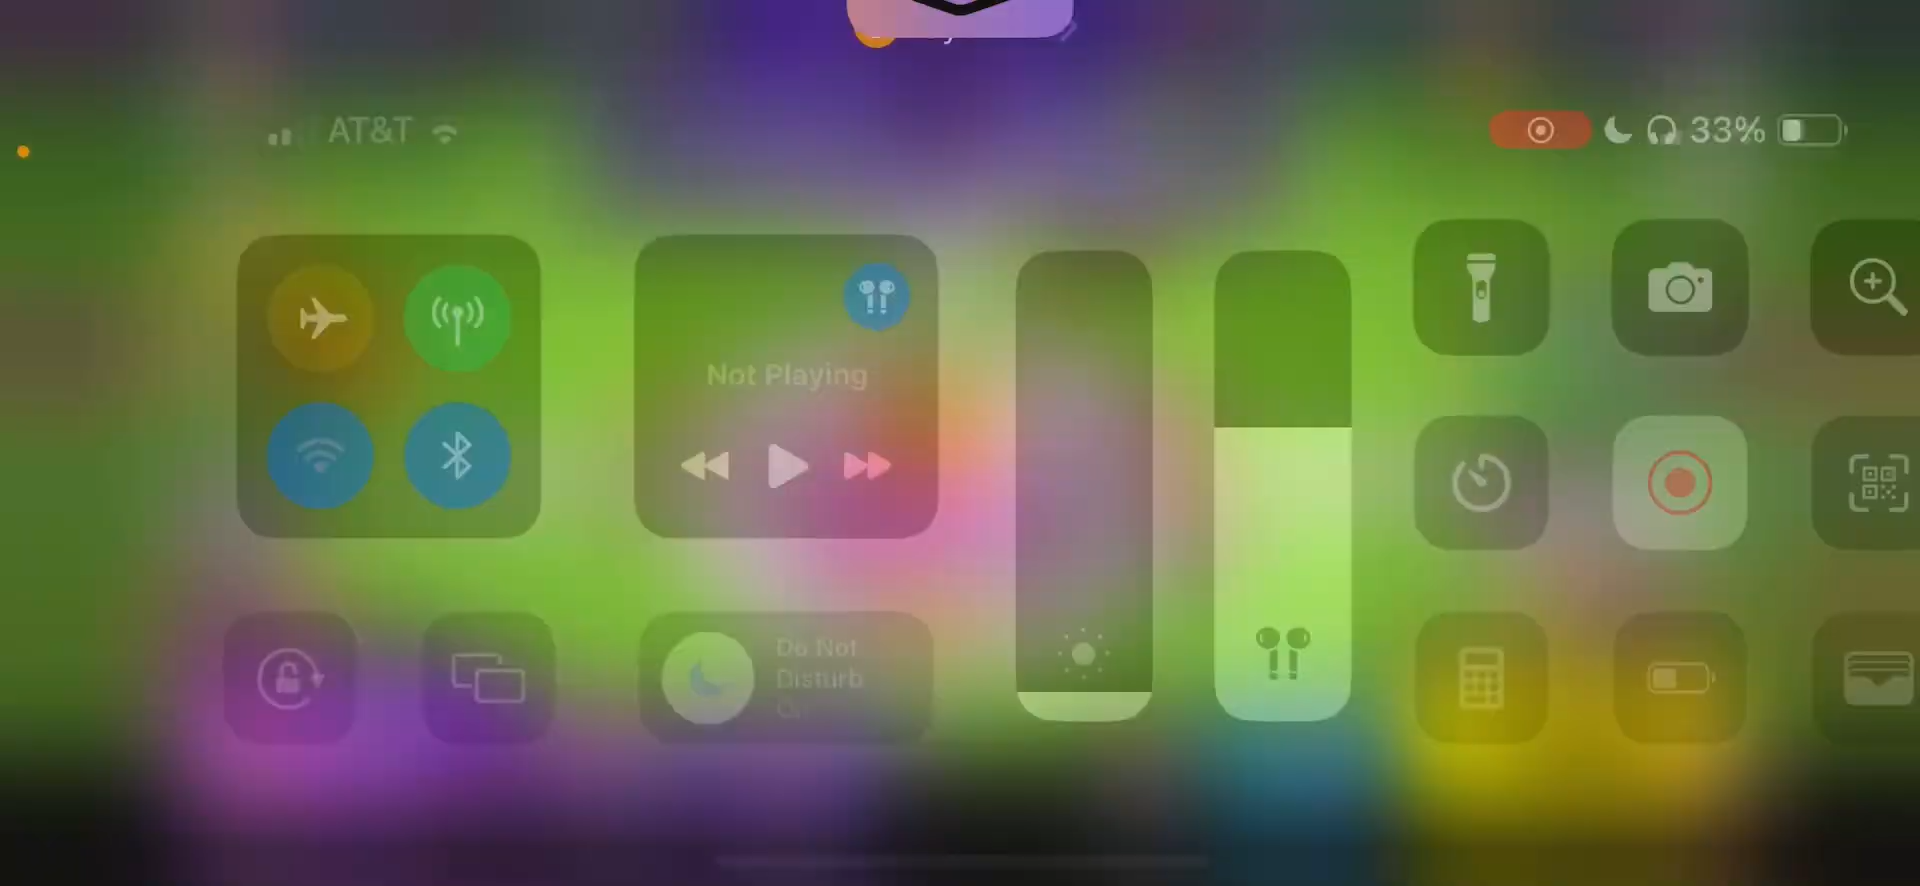 AT&T
33%
Not Playing
Do Not
Disturb